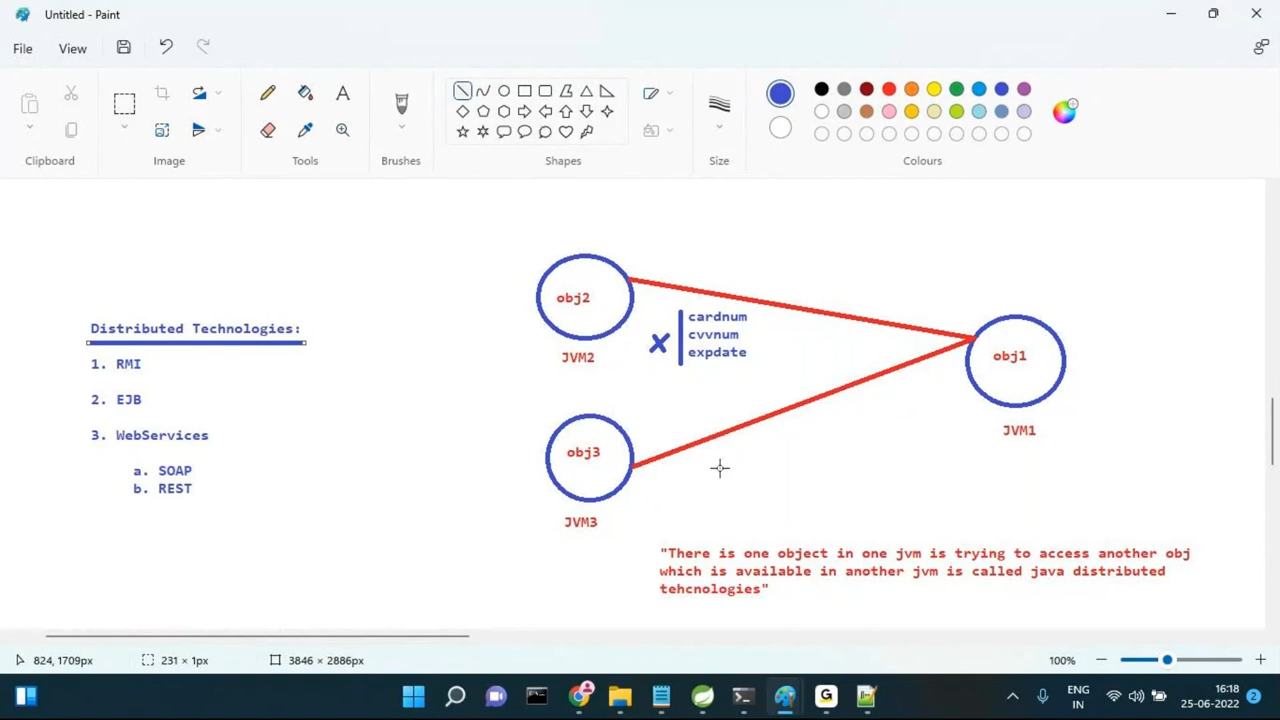 Untitled - Paint
File View
Clipboard
Image
Tools
Brushes
Shapes
Size
Colours
A
obj2
JVM2
cardnum
cvvnum
expdate
obj1
JVM1
obj3
JVM3
Distributed Technologies:
1. RMI
2. EJB
3. WebServices
a. SOAP
b. REST
"There is one object in one jvm is trying to access another obj
which is available in another jvm is called java distributed
tehcnologies"
824, 1709px
231 × 1px
3846 × 2886px
100%
ENG
IN
16:18
25-06-2022
2